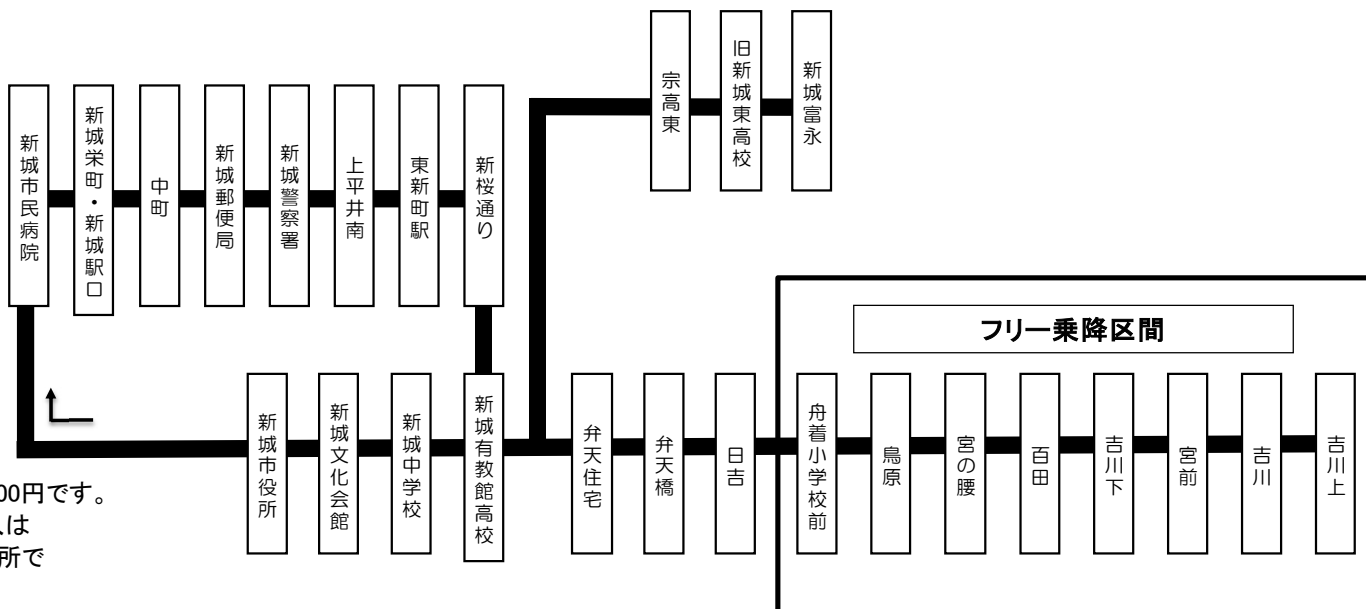 宗高東
旧新城東高校
新城富永
新城市民病院
新城栄町・新城駅口
中町
新城郵便局
新城警察署
上平井南
東新町駅
新桜通り
フリー乗降区間
新城市役所
新城文化会館
新城中学校
新城有教館高校
弁天住宅
弁天橋
日吉
舟着小学校前
鳥原
宮の腰
百田
吉川下
宮前
吉川
吉川上
00円です。
は
所で